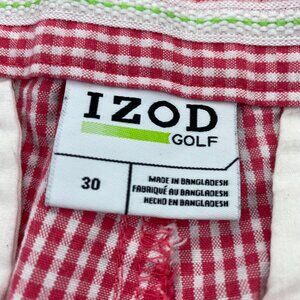 IZOD
GOLF
30
MADE IN BANGLADESH
FABRIQUÉ AU BANGLADESH
HECHO EN BANGLADESH